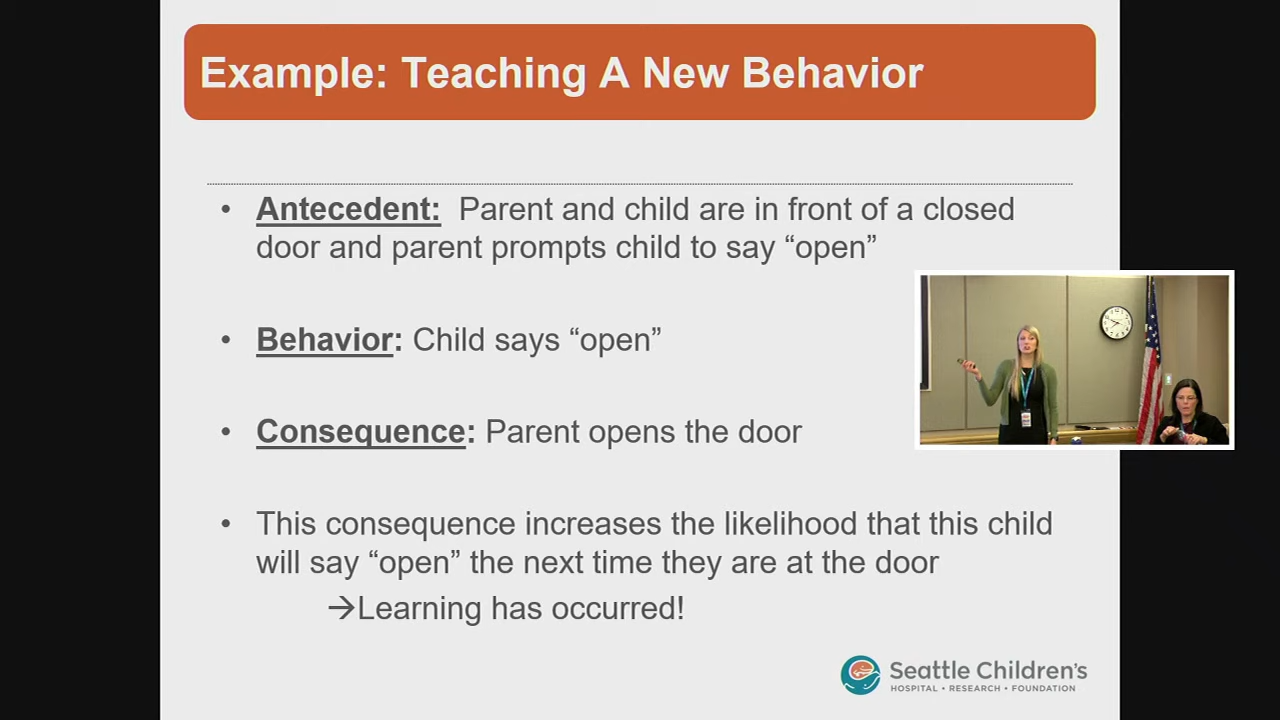 Example: Teaching A New Behavior
• Antecedent:  Parent and child are in front of a closed
door and parent prompts child to say “open”
• Behavior: Child says “open”
• Consequence: Parent opens the door
• This consequence increases the likelihood that this child
will say “open” the next time they are at the door
→Learning has occurred!
Seattle Children's
HOSPITAL • RESEARCH • FOUNDATION